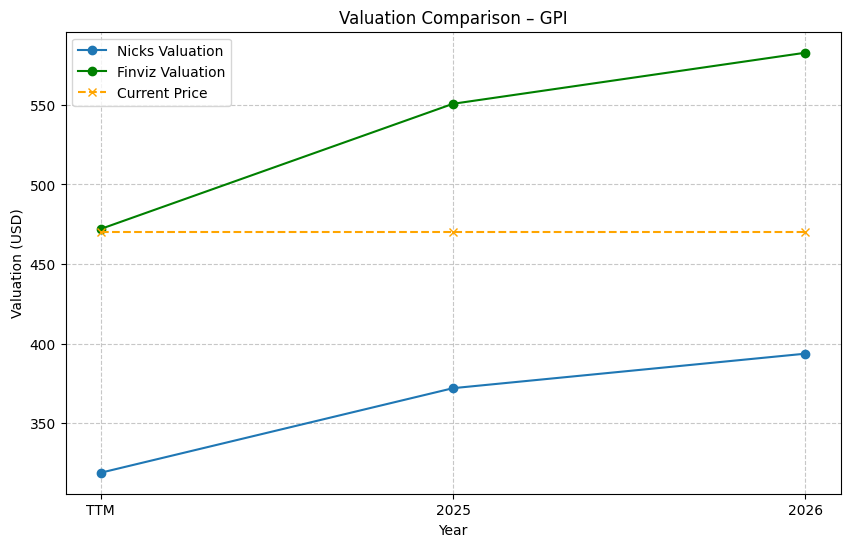 Valuation Comparison – GPI
Nicks Valuation
Finviz Valuation
Current Price
Valuation (USD)
550
500
450
400
350
TTM
2025
2026
Year